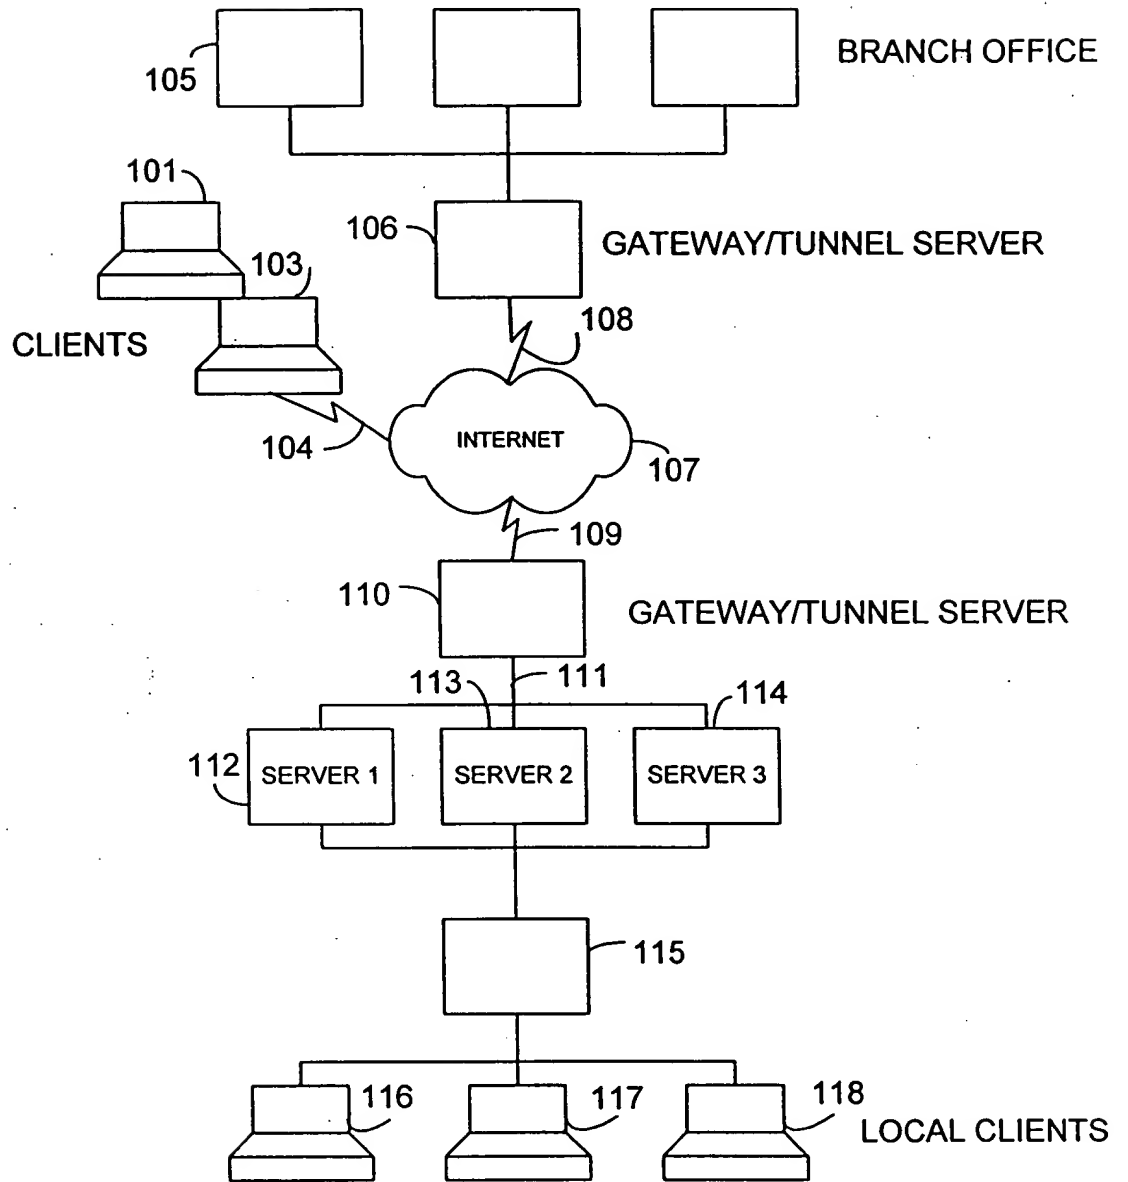 105
BRANCH OFFICE
101
106
GATEWAY/TUNNEL SERVER
103
108
CLIENTS
104
INTERNET
107
109
110
GATEWAY/TUNNEL SERVER
113
111
114
112
SERVER 1
SERVER 2
SERVER 3
115
116
117
118
LOCAL CLIENTS